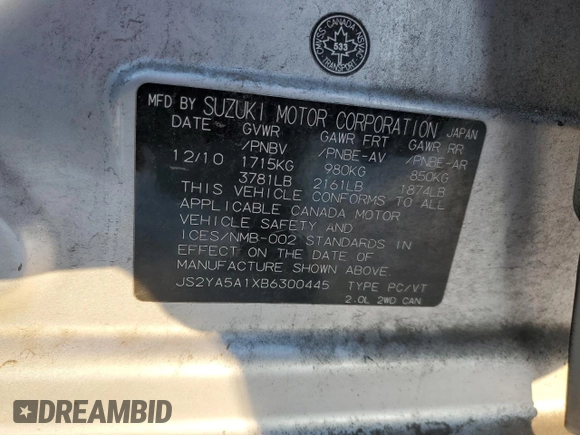 CMVSS-CANADA-NSVAC
533
TRANSPORT
MFD BY SUZUKI MOTOR CORPORATION JAPAN
DATE GVWR GAWR FRT GAWR RR
/PNBV /PNBE-AV /PNBE-AR
12/10 1715KG 980KG 850KG
3781LB 2161LB 1874LB
THIS VEHICLE CONFORMS TO ALL
APPLICABLE CANADA MOTOR
VEHICLE SAFETY AND
ICES/NMB-002 STANDARDS IN
EFFECT ON THE DATE OF
MANUFACTURE SHOWN ABOVE
JS2YA5A1XB6300445 TYPE PC/VT
2.0L 2WD CAN
DREAMBID